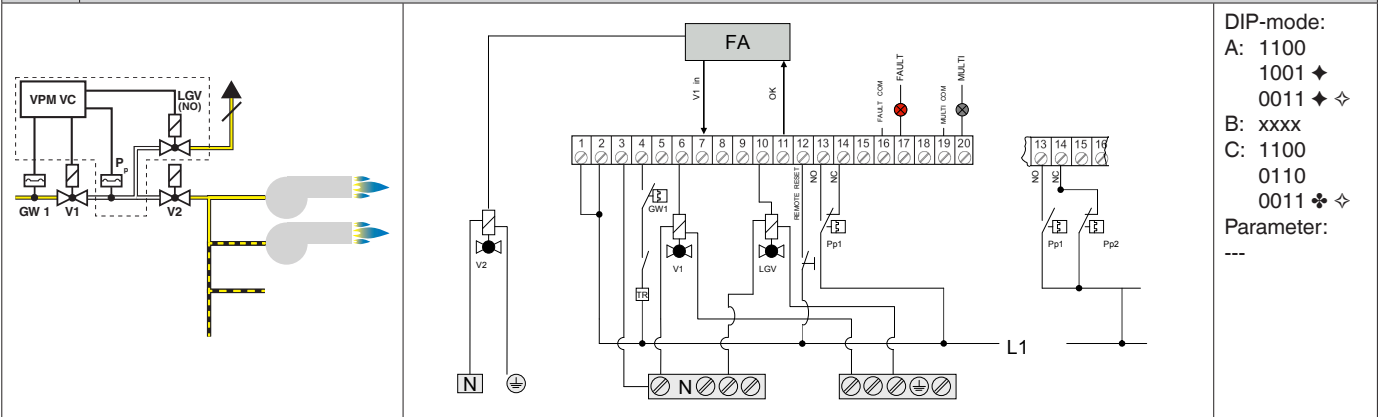 VPM VC
LGV
(NO)
P
P
GW 1
V1
V2
FA
V1 in
OK
FAULT COM
FAULT
MULTI COM
MULTI
1 2 3 4 5 6 7 8 9 10 11 12 13 14 15 16 17 18 19 20
GW1
REMOTE RESET
NO
NC
V2
V1
LGV
Pp1
TR
L1
N
N
13 14 15 16
NO
NC
Pp1
Pp2
DIP-mode:
A: 1100
1001 ✦
0011 ✦ ✧
B: xxxx
C: 1100
0110
0011 ✤ ✧
Parameter:
---